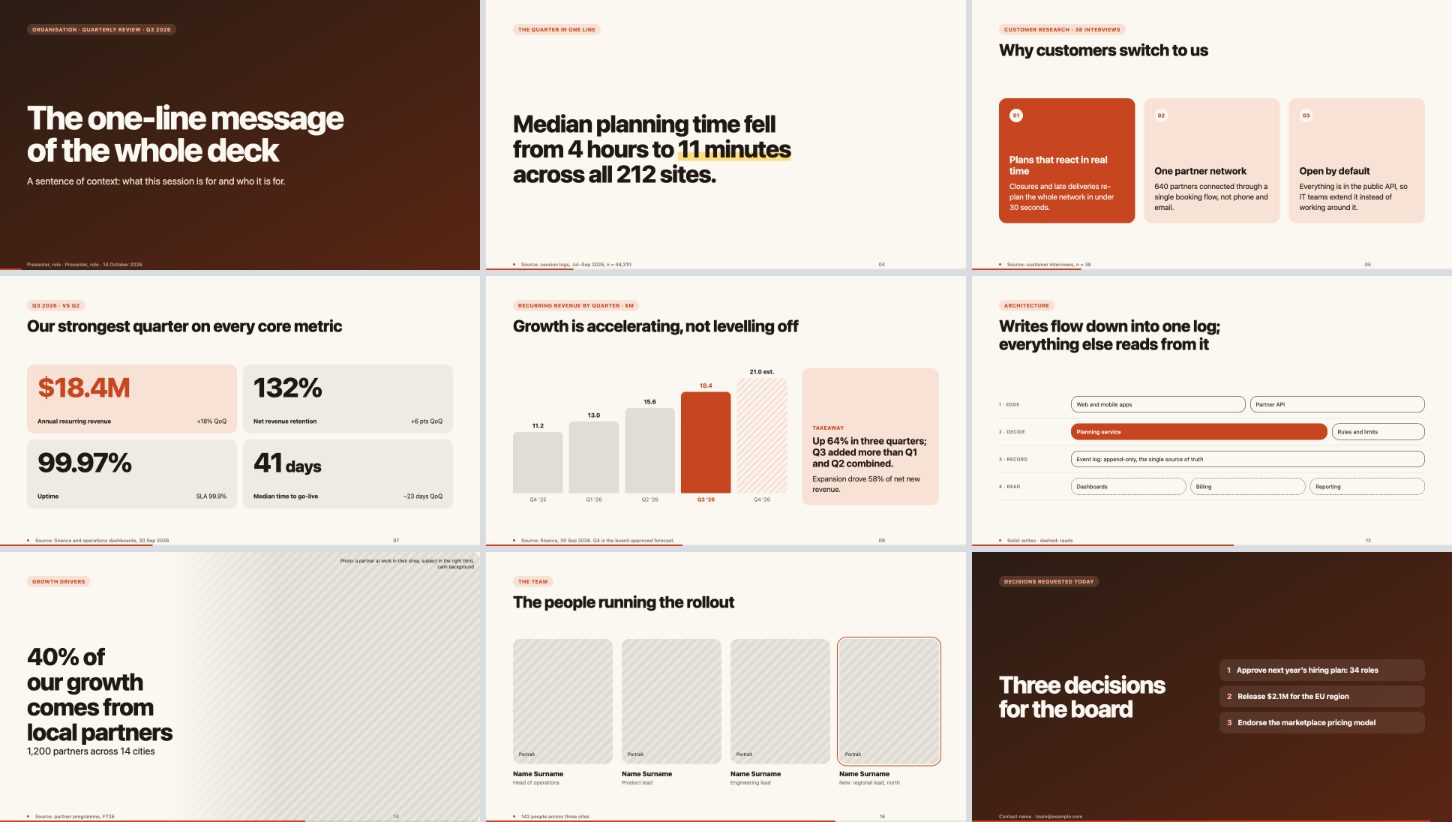 ORGANISATION · QUARTERLY REVIEW · Q3 2026
The one-line message
of the whole deck
A sentence of context: what this session is for and who it is for.
Presenter, role · Presenter, role · 14 October 2026
THE QUARTER IN ONE LINE
Median planning time fell
from 4 hours to 11 minutes
across all 212 sites.
Source: session logs, Jul–Sep 2026, n = 48,210
04
CUSTOMER RESEARCH · 38 INTERVIEWS
Why customers switch to us
01
Plans that react in real
time
Closures and late deliveries re-
plan the whole network in under
30 seconds.
02
One partner network
640 partners connected through a
single booking flow, not phone and
email.
03
Open by default
Everything is in the public API, so
IT teams extend it instead of
working around it.
Source: customer interviews, n = 38
05
Q3 2026 · VS Q2
Our strongest quarter on every core metric
$18.4M
Annual recurring revenue
+18% QoQ
132%
Net revenue retention
+6 pts QoQ
99.97%
Uptime
SLA 99.9%
41 days
Median time to go-live
−23 days QoQ
Source: finance and operations dashboards, 30 Sep 2026
07
RECURRING REVENUE BY QUARTER · $M
Growth is accelerating, not levelling off
11.2
13.0
15.6
18.4
21.0 est.
Q4 '25
Q1 '26
Q2 '26
Q3 '26
Q4 '26
TAKEAWAY
Up 64% in three quarters;
Q3 added more than Q1
and Q2 combined.
Expansion drove 58% of net new
revenue.
Source: finance, 30 Sep 2026. Q4 is the board-approved forecast.
09
ARCHITECTURE
Writes flow down into one log;
everything else reads from it
1 · EDGE
Web and mobile apps
Partner API
2 · DECIDE
Planning service
Rules and limits
3 · RECORD
Event log: append-only, the single source of truth
4 · READ
Dashboards
Billing
Reporting
Solid: writes · dashed: reads
12
GROWTH DRIVERS
Photo: a partner at work in their shop, subject in the right third,
calm background
40% of
our growth
comes from
local partners
1,200 partners across 14 cities
Source: partner programme, FY26
14
THE TEAM
The people running the rollout
Portrait
Portrait
Portrait
Portrait
Name Surname
Head of operations
Name Surname
Product lead
Name Surname
Engineering lead
Name Surname
New: regional lead, north
142 people across three sites
16
DECISIONS REQUESTED TODAY
Three decisions
for the board
1 Approve next year's hiring plan: 34 roles
2 Release $2.1M for the EU region
3 Endorse the marketplace pricing model
Contact name · team@example.com